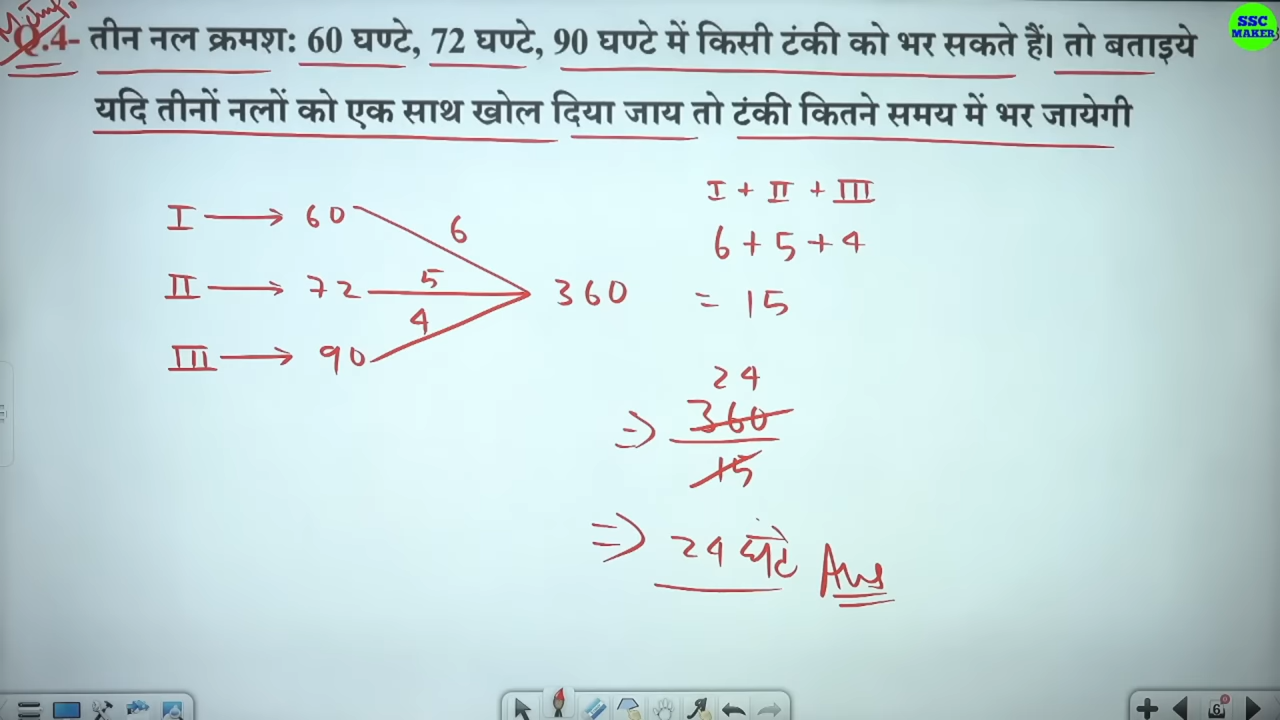 Q.4- तीन नल क्रमश: 60 घण्टे, 72 घण्टे, 90 घण्टे में किसी टंकी को भर सकते हैं। तो बताइये
यदि तीनों नलों को एक साथ खोल दिया जाय तो टंकी कितने समय में भर जायेगी
SSC
MAKER
I → 60
6
II → 72
5
360
4
III → 90
I + II + III
6 + 5 + 4
= 15
24
⇒ 360
15
⇒ 24 घंटे Ans
6